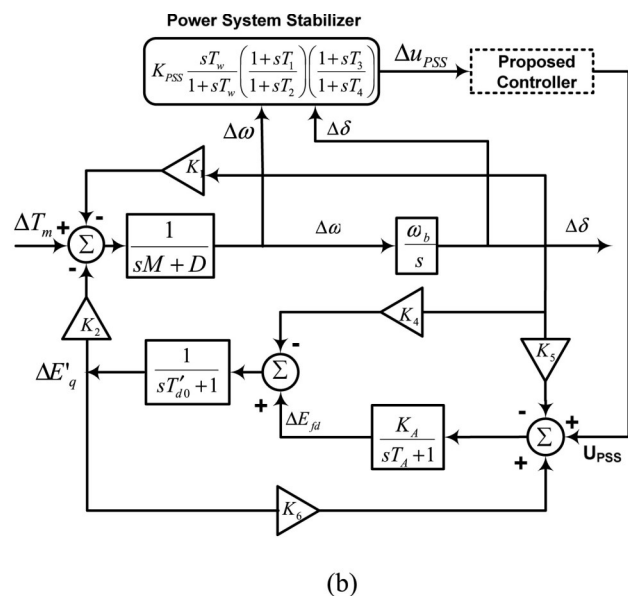 Power System Stabilizer
K_PSS sT_w / 1+sT_w (1+sT_1 / 1+sT_2) (1+sT_3 / 1+sT_4)
Δu_PSS
Proposed
Controller
Δω
Δδ
K_1
ΔT_m + - Σ -
1 / sM + D
Δω
ω_b / s
Δδ
K_2
K_4
K_5
ΔE'_q
1 / sT'_d0 +1
- Σ +
ΔE_fd
K_A / sT_A +1
- Σ + +
U_PSS
K_6
(b)